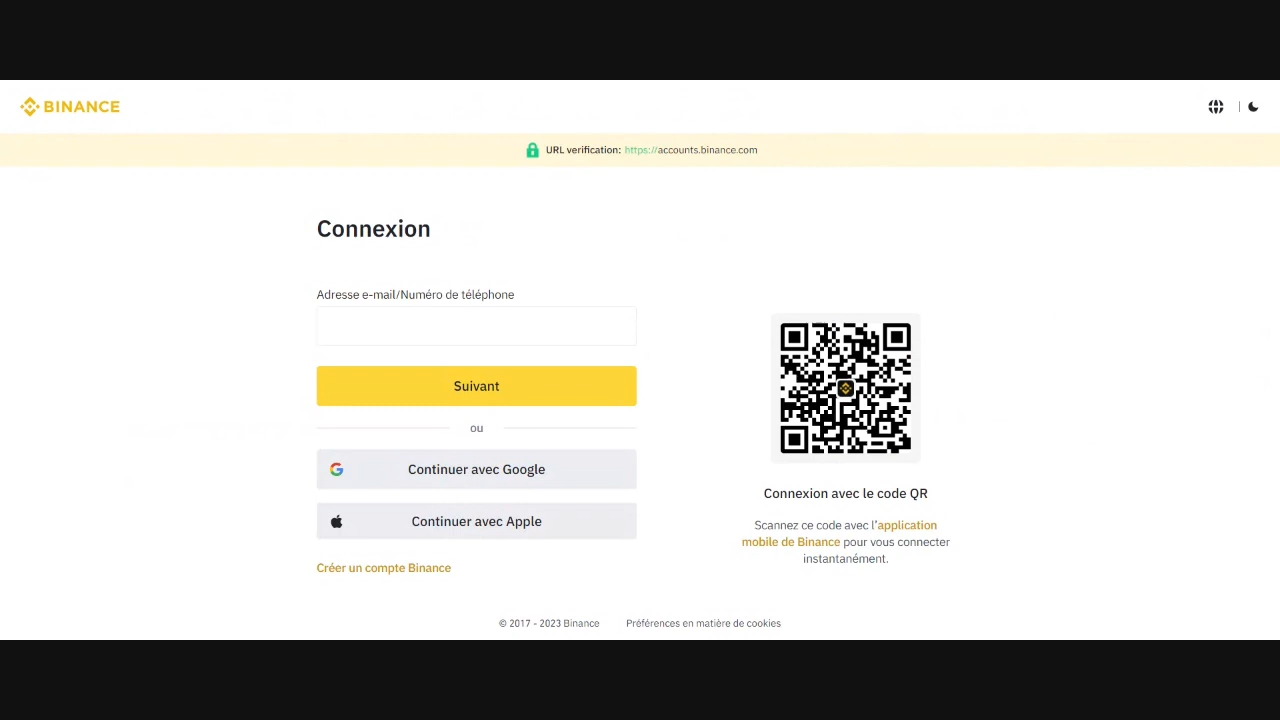 BINANCE
URL verification: https://accounts.binance.com
Connexion
Adresse e-mail/Numéro de téléphone
Suivant
ou
Continuer avec Google
Continuer avec Apple
Créer un compte Binance
Connexion avec le code QR
Scannez ce code avec l'application
mobile de Binance pour vous connecter
instantanément.
© 2017 - 2023 Binance Préférences en matière de cookies